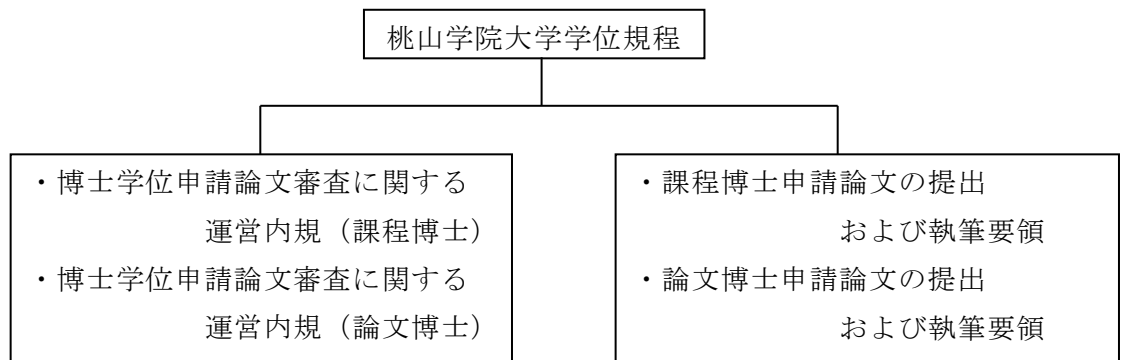 桃山学院大学学位規程
・博士学位申請論文審査に関する
運営内規（課程博士）
・博士学位申請論文審査に関する
運営内規（論文博士）
・課程博士申請論文の提出
および執筆要領
・論文博士申請論文の提出
および執筆要領